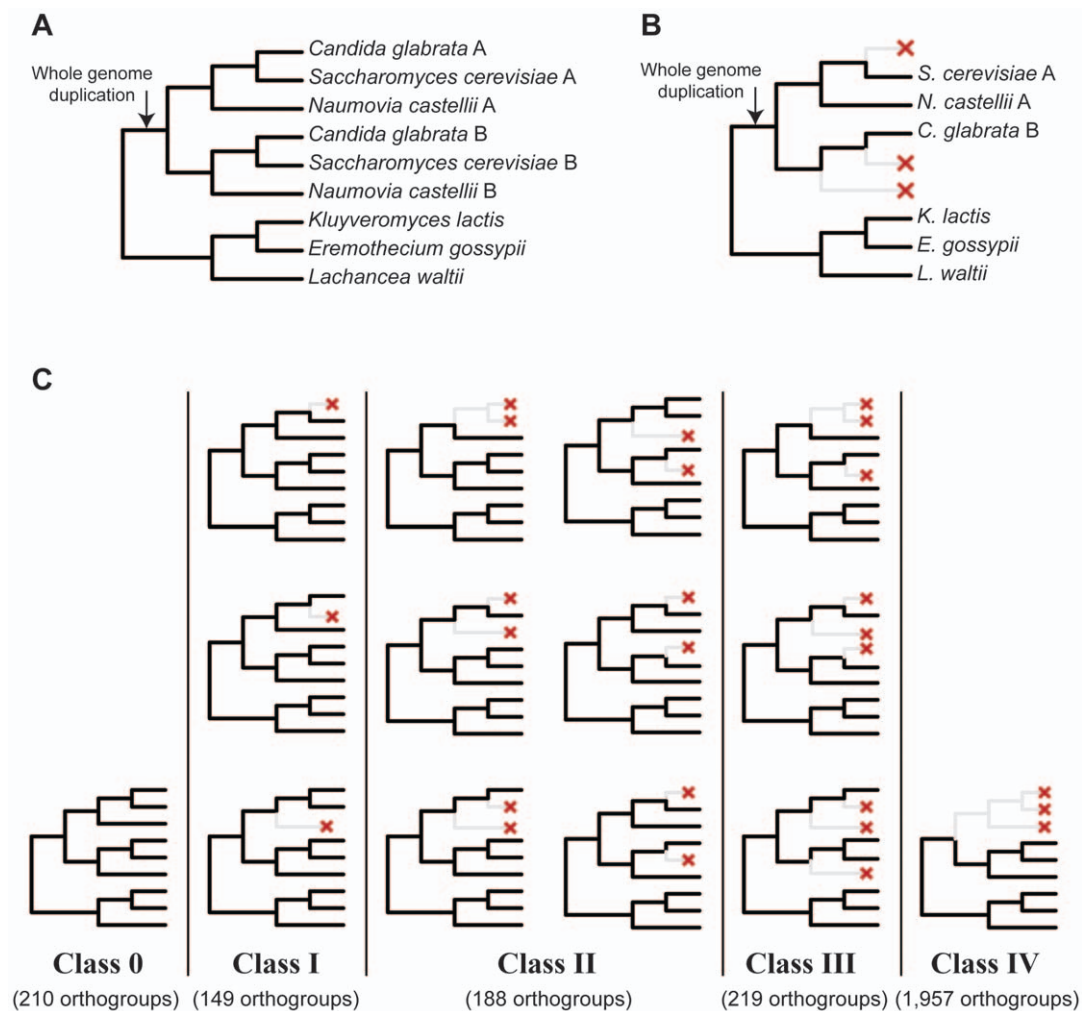 A
Whole genome
duplication
Candida glabrata A
Saccharomyces cerevisiae A
Naumovia castellii A
Candida glabrata B
Saccharomyces cerevisiae B
Naumovia castellii B
Kluyveromyces lactis
Eremothecium gossypii
Lachancea waltii
B
Whole genome
duplication
S. cerevisiae A
N. castellii A
C. glabrata B
K. lactis
E. gossypii
L. waltii
C
Class 0
(210 orthogroups)
Class I
(149 orthogroups)
Class II
(188 orthogroups)
Class III
(219 orthogroups)
Class IV
(1,957 orthogroups)